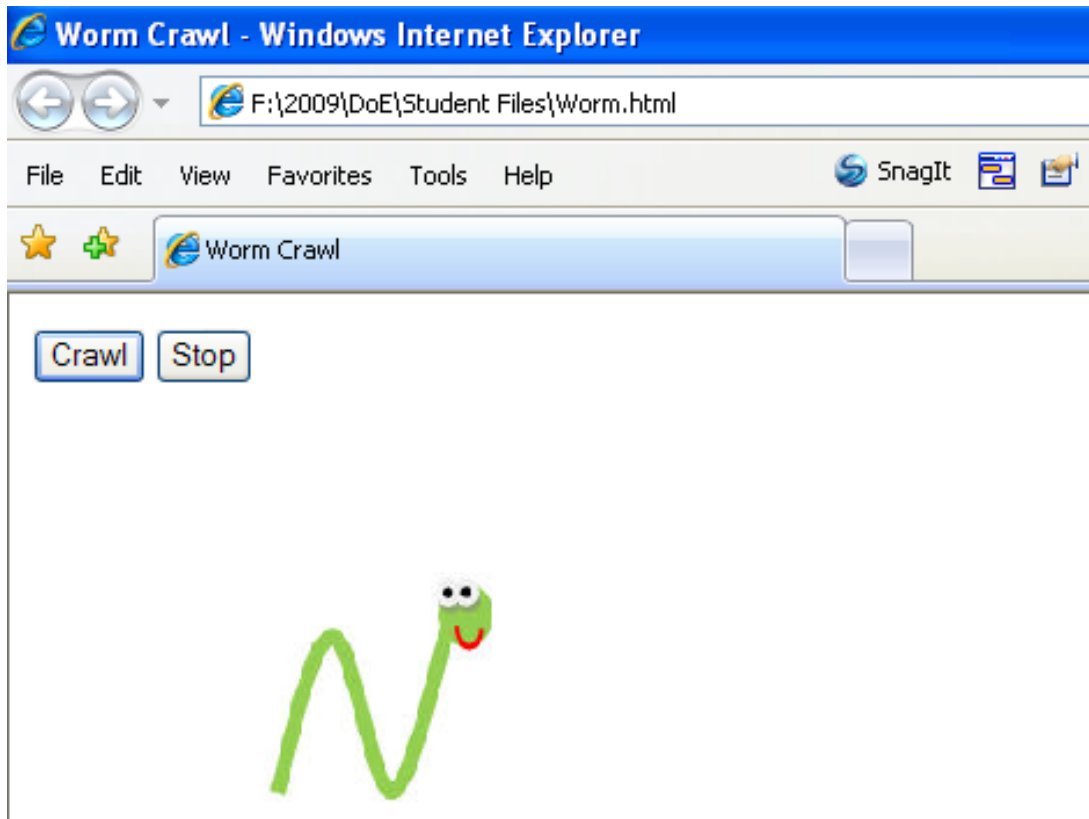 Worm Crawl - Windows Internet Explorer
F:\2009\DoE\Student Files\Worm.html
File Edit View Favorites Tools Help SnagIt
Worm Crawl
Crawl Stop